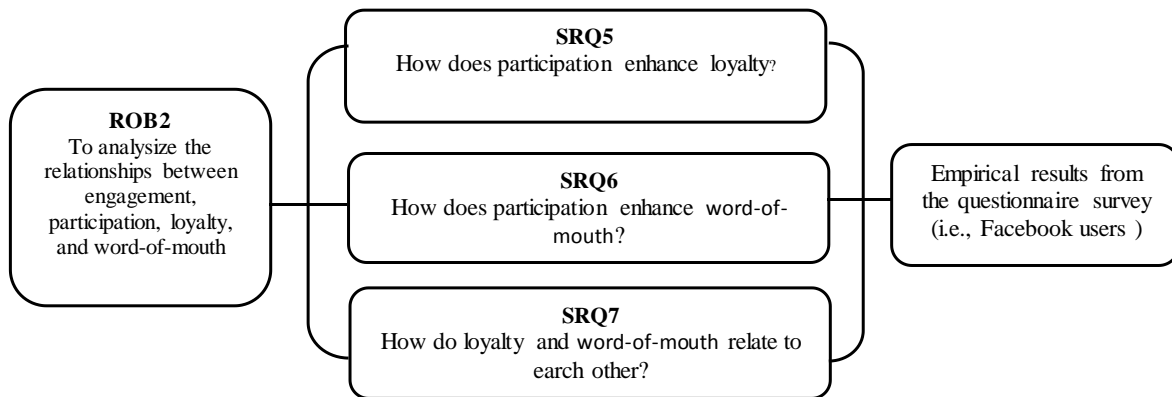 ROB2
To analysize the
relationships between
engagement,
participation, loyalty,
and word-of-mouth
SRQ5
How does participation enhance loyalty?
SRQ6
How does participation enhance word-of-
mouth?
SRQ7
How do loyalty and word-of-mouth relate to
earch other?
Empirical results from
the questionnaire survey
(i.e., Facebook users )